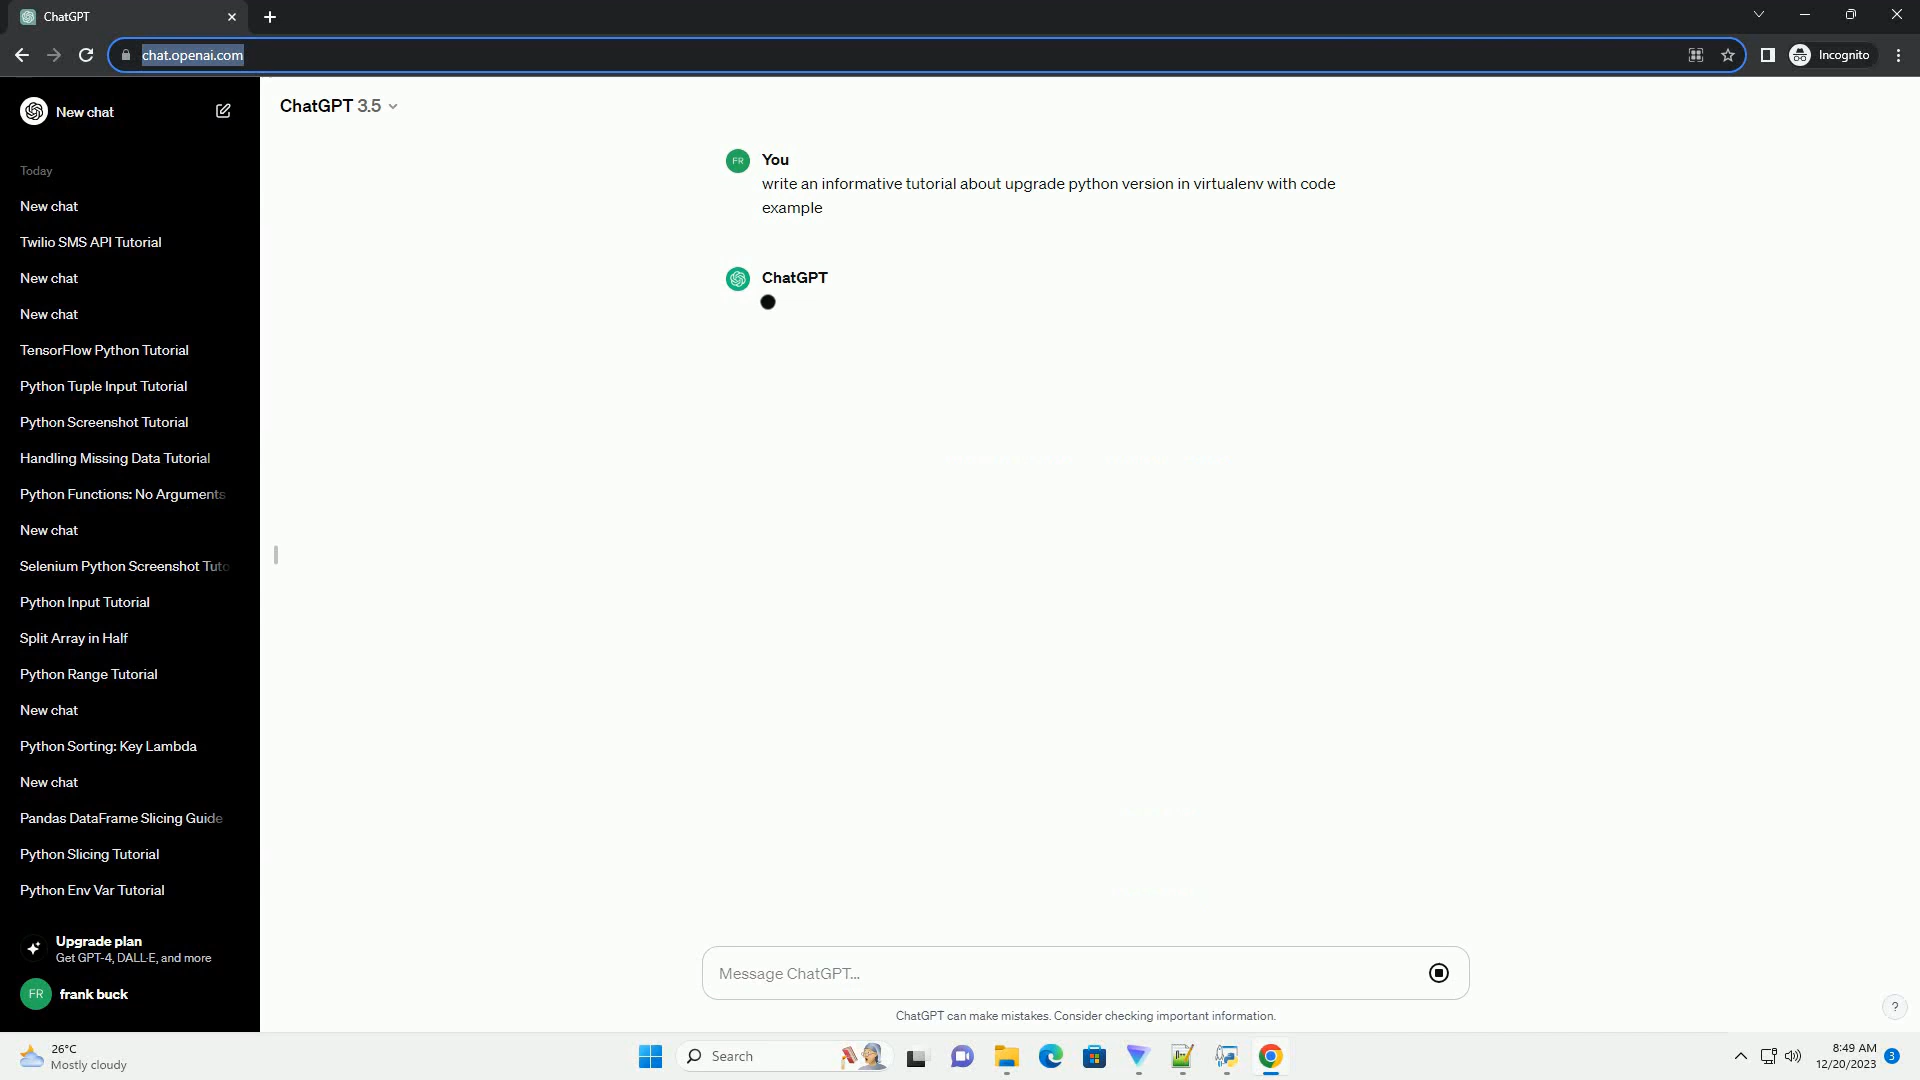 ChatGPT
chat.openai.com
Incognito
New chat
Today
New chat
Twilio SMS API Tutorial
New chat
New chat
TensorFlow Python Tutorial
Python Tuple Input Tutorial
Python Screenshot Tutorial
Handling Missing Data Tutorial
Python Functions: No Arguments
New chat
Selenium Python Screenshot Tuto
Python Input Tutorial
Split Array in Half
Python Range Tutorial
New chat
Python Sorting: Key Lambda
New chat
Pandas DataFrame Slicing Guide
Python Slicing Tutorial
Python Env Var Tutorial
Upgrade plan
Get GPT-4, DALL·E, and more
FR frank buck
ChatGPT 3.5
FR You
write an informative tutorial about upgrade python version in virtualenv with code
example
ChatGPT
Message ChatGPT...
ChatGPT can make mistakes. Consider checking important information.
?
26°C
Mostly cloudy
Search
8:49 AM
12/20/2023
3